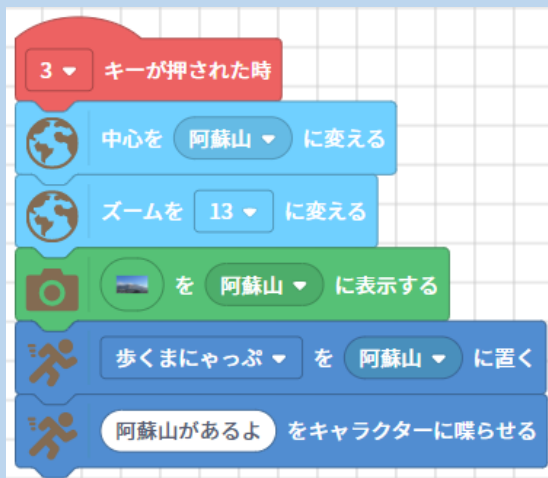 3 キーが押された時
中心を 阿蘇山 に変える
ズームを 13 に変える
を 阿蘇山 に表示する
歩くまにゃっぷ を 阿蘇山 に置く
阿蘇山があるよ をキャラクターに喋らせる